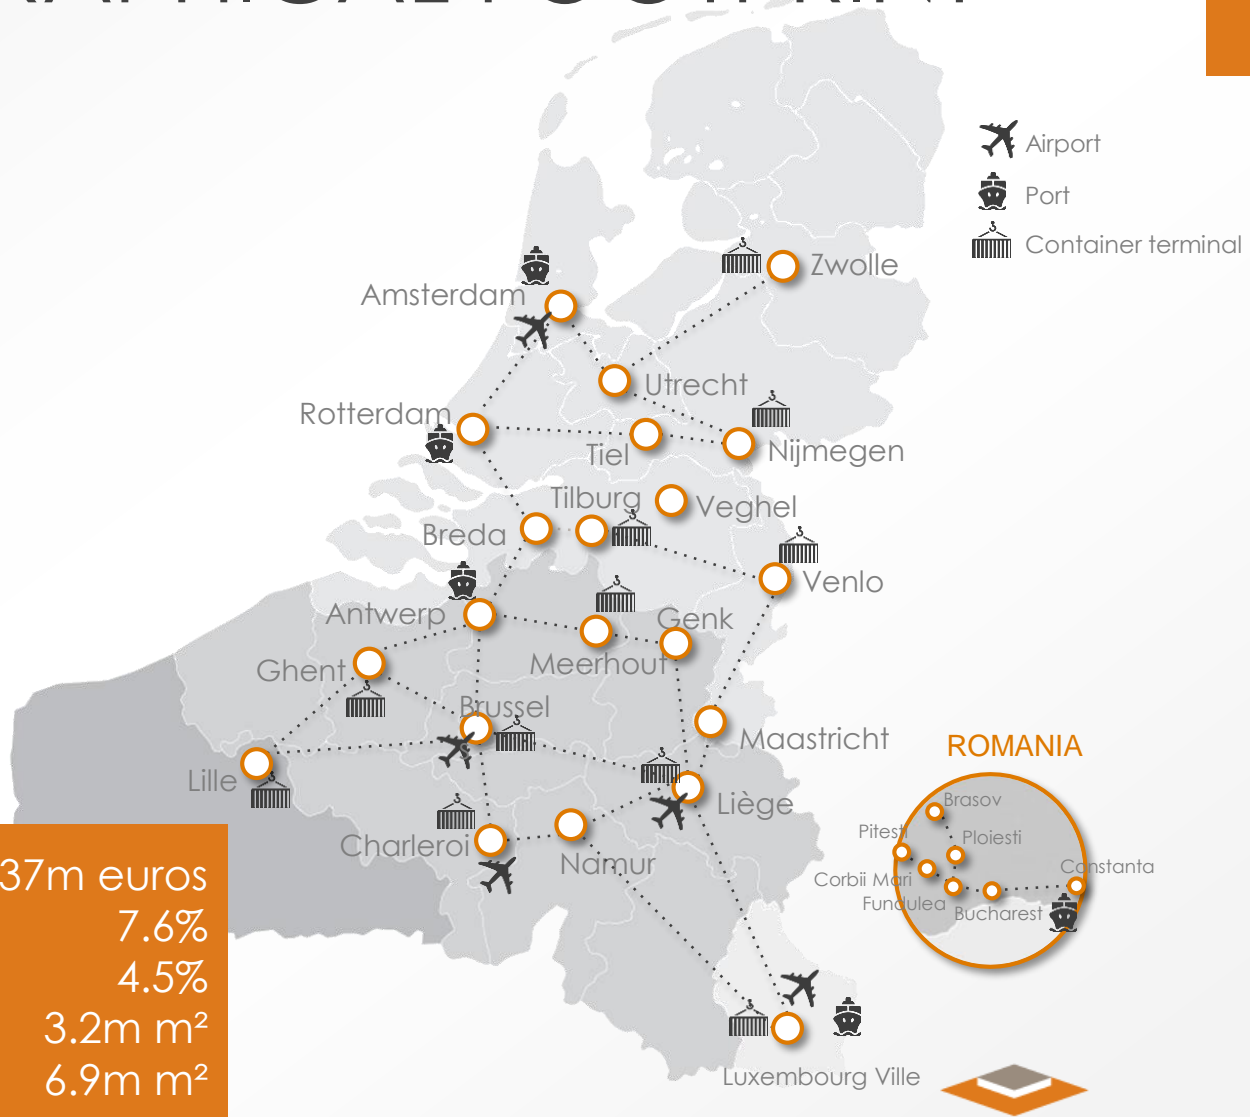 Airport
Port
Container terminal
Zwolle
Amsterdam
Utrecht
Rotterdam
Tiel
Nijmegen
Tilburg
Veghel
Breda
Venlo
Antwerp
Genk
Meerhout
Ghent
Brussel
Maastricht
Lille
Liège
Charleroi
Namur
Luxembourg Ville
ROMANIA
Brasov
Pitesti
Ploiesti
Constanta
Corbii Mari
Fundulea
Bucharest
37m euros
7.6%
4.5%
3.2m m²
6.9m m²